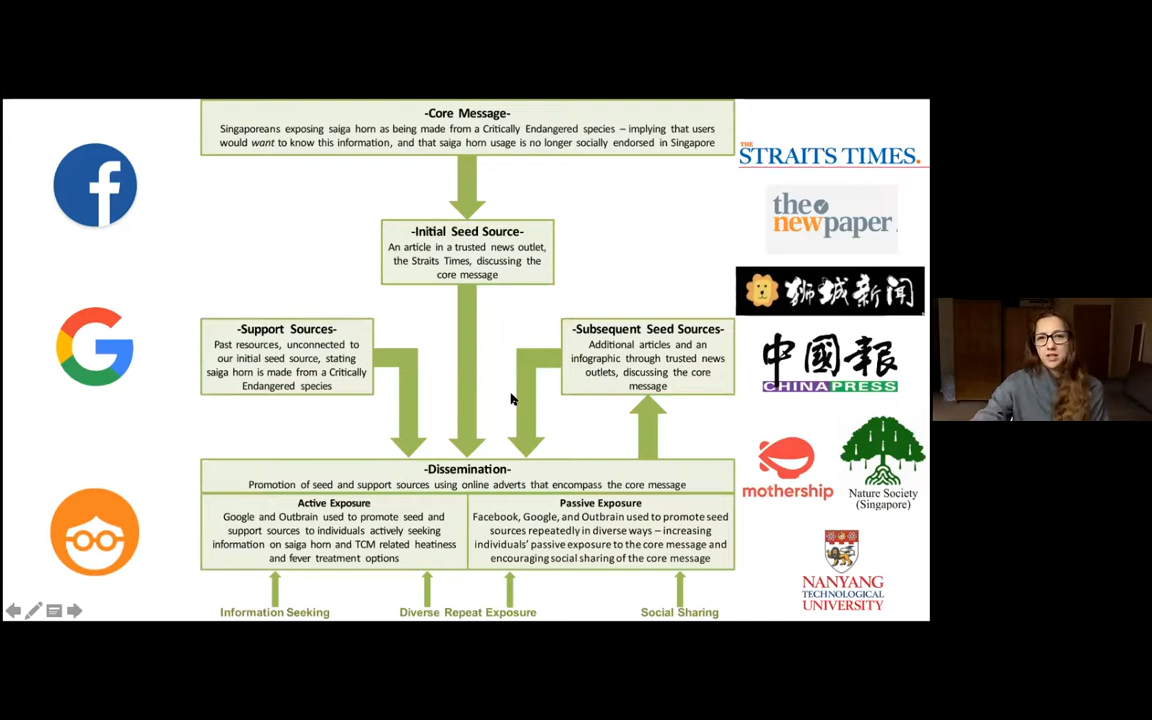 -Core Message-
Singaporeans exposing saiga horn as being made from a Critically Endangered species – implying that users
would want to know this information, and that saiga horn usage is no longer socially endorsed in Singapore
-Initial Seed Source-
An article in a trusted news outlet,
the Straits Times, discussing the
core message
-Support Sources-
Past resources, unconnected to
our initial seed source, stating
saiga horn is made from a Critically
Endangered species
-Subsequent Seed Sources-
Additional articles and an
infographic through trusted news
outlets, discussing the core
message
-Dissemination-
Promotion of seed and support sources using online adverts that encompass the core message
Active Exposure
Google and Outbrain used to promote seed and
support sources to individuals actively seeking
information on saiga horn and TCM related heatiness
and fever treatment options
Passive Exposure
Facebook, Google, and Outbrain used to promote seed
sources repeatedly in diverse ways – increasing
individuals' passive exposure to the core message and
encouraging social sharing of the core message
Information Seeking
Diverse Repeat Exposure
Social Sharing
THE
STRAITS TIMES.
the
newpaper
狮城新闻
中國報
CHINAPRESS
mothership
Nature Society
(Singapore)
NANYANG
TECHNOLOGICAL
UNIVERSITY